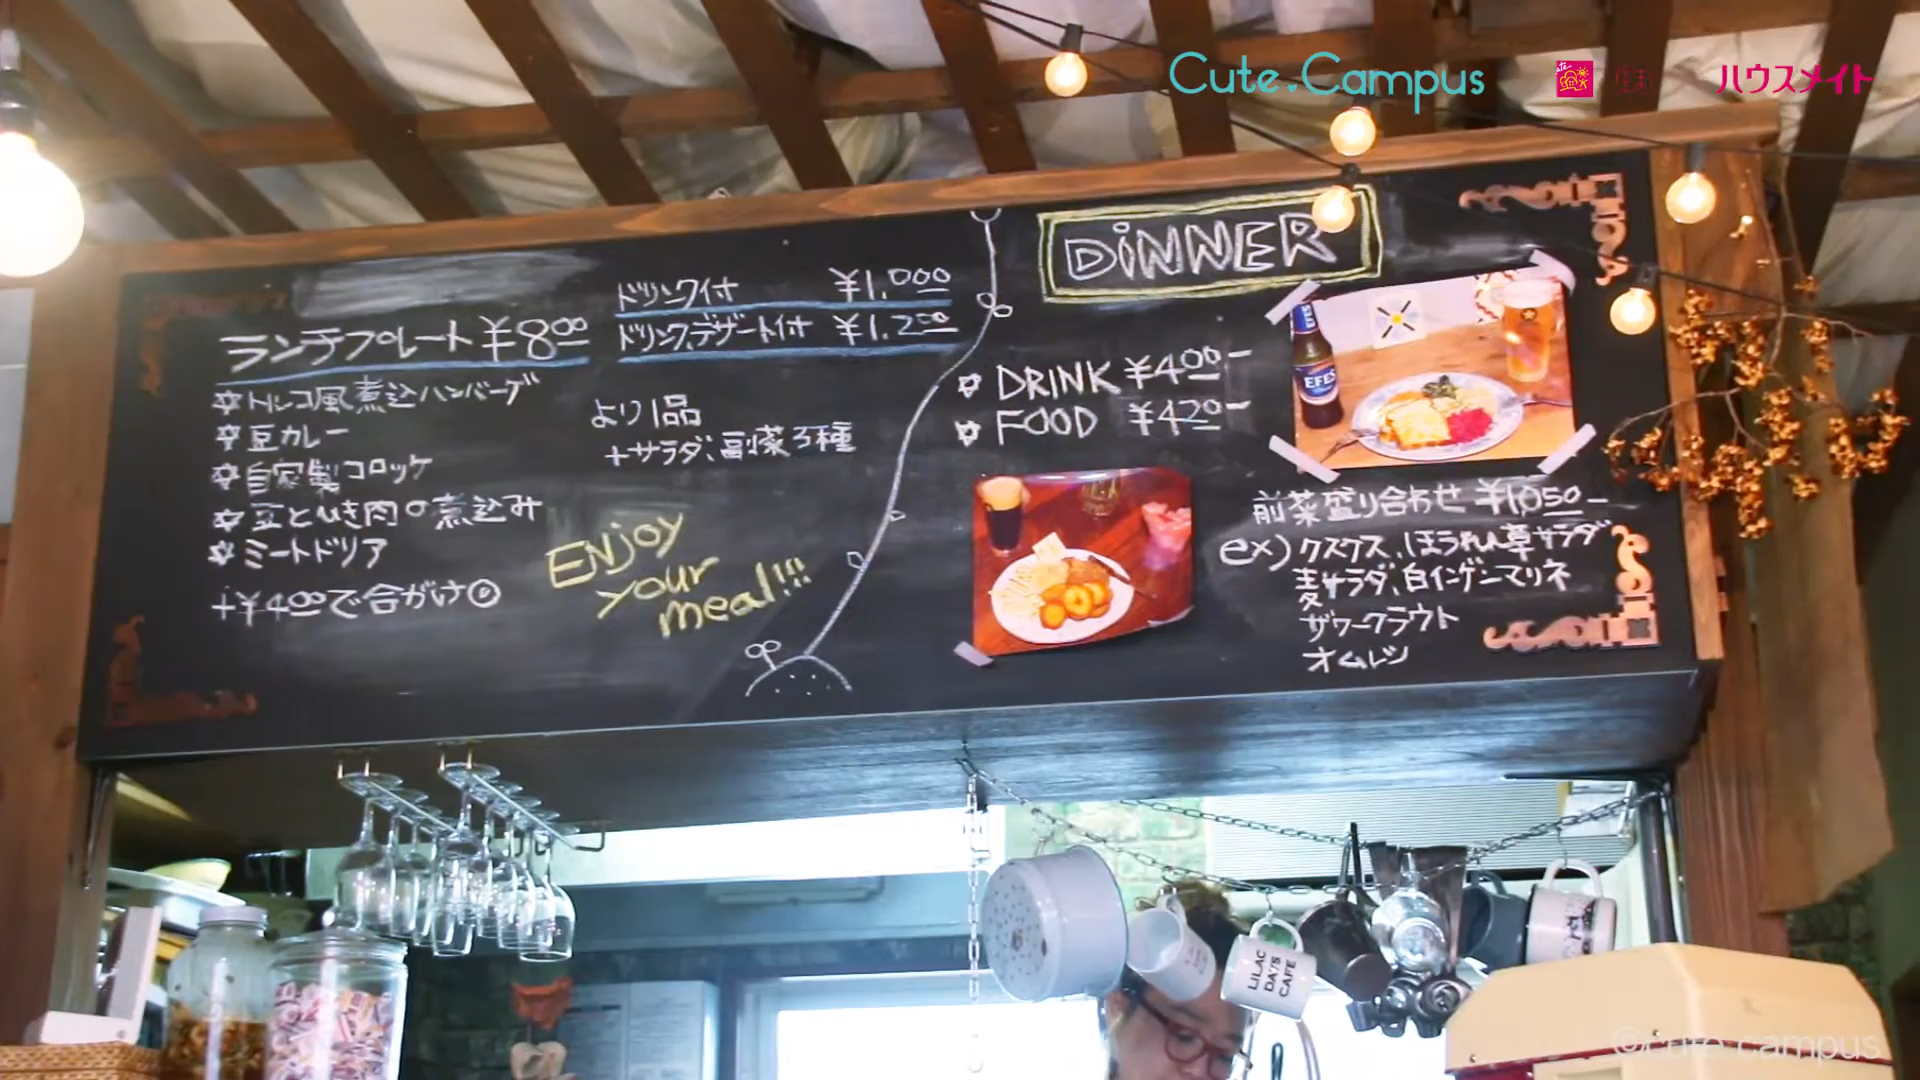 Cute.Campus
ハウスメイト
ランチプレート ¥800
ドリンク付 ¥1.000
ドリンク、デザート付 ¥1.200
✡トルコ風煮込ハンバーグ
✡豆カレー
✡自家製コロッケ
✡豆とひき肉の煮込み
✡ミートドリア
+¥400で合がけ◎
より1品
+サラダ、副菜3種
ENjoy
your
meal!!!
DiNNER
✡ DRINK ¥400-
✡ FOOD ¥420-
EFES
前菜盛り合わせ ¥1050-
ex) クスクス、ほうれん草サラダ
麦サラダ、白インゲンマリネ
ザワークラウト
オムレツ
LILAC
DAYS
CAFE
@cute.campus